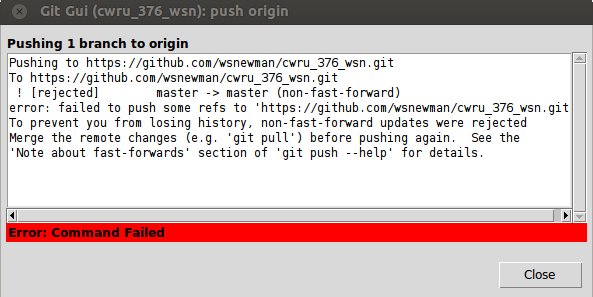 Git Gui (cwru_376_wsn): push origin
Pushing 1 branch to origin
Pushing to https://github.com/wsnewman/cwru_376_wsn.git
To https://github.com/wsnewman/cwru_376_wsn.git
! [rejected]        master -> master (non-fast-forward)
error: failed to push some refs to 'https://github.com/wsnewman/cwru_376_wsn.git
To prevent you from losing history, non-fast-forward updates were rejected
Merge the remote changes (e.g. 'git pull') before pushing again.  See the
'Note about fast-forwards' section of 'git push --help' for details.
Error: Command Failed
Close